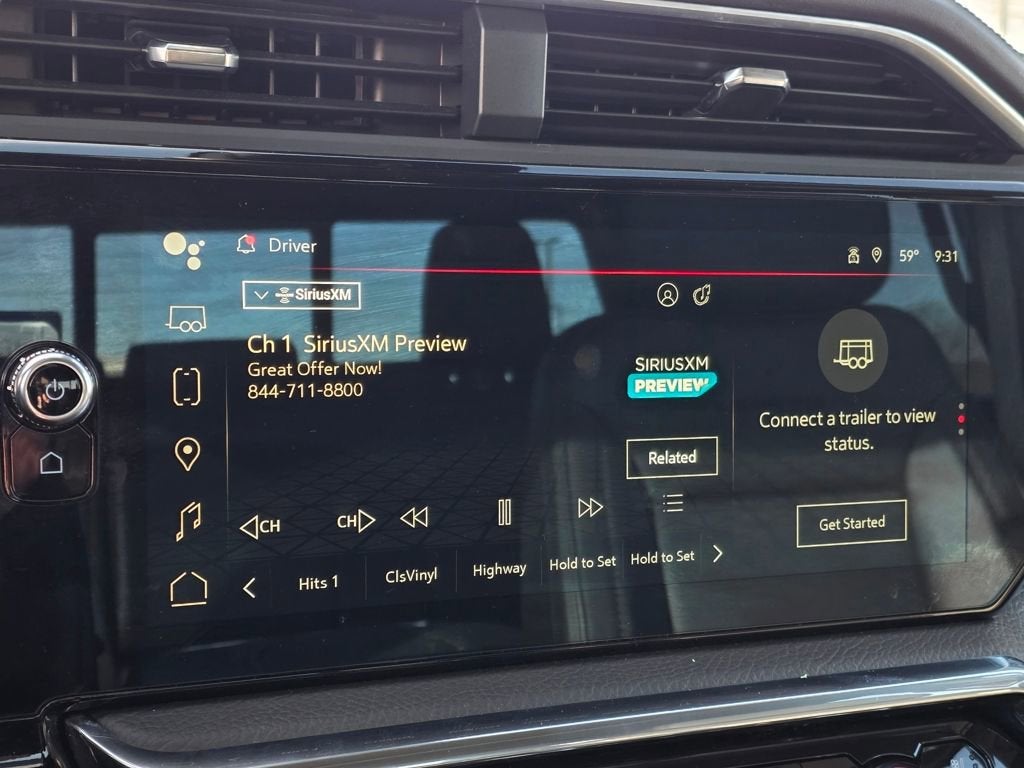 Driver
59° 9:31
SiriusXM
Ch 1 SiriusXM Preview
Great Offer Now!
844-711-8800
SIRIUSXM
PREVIEW
Related
CH
CH
Hits 1
ClsVinyl
Highway
Hold to Set
Hold to Set
Connect a trailer to view
status.
Get Started